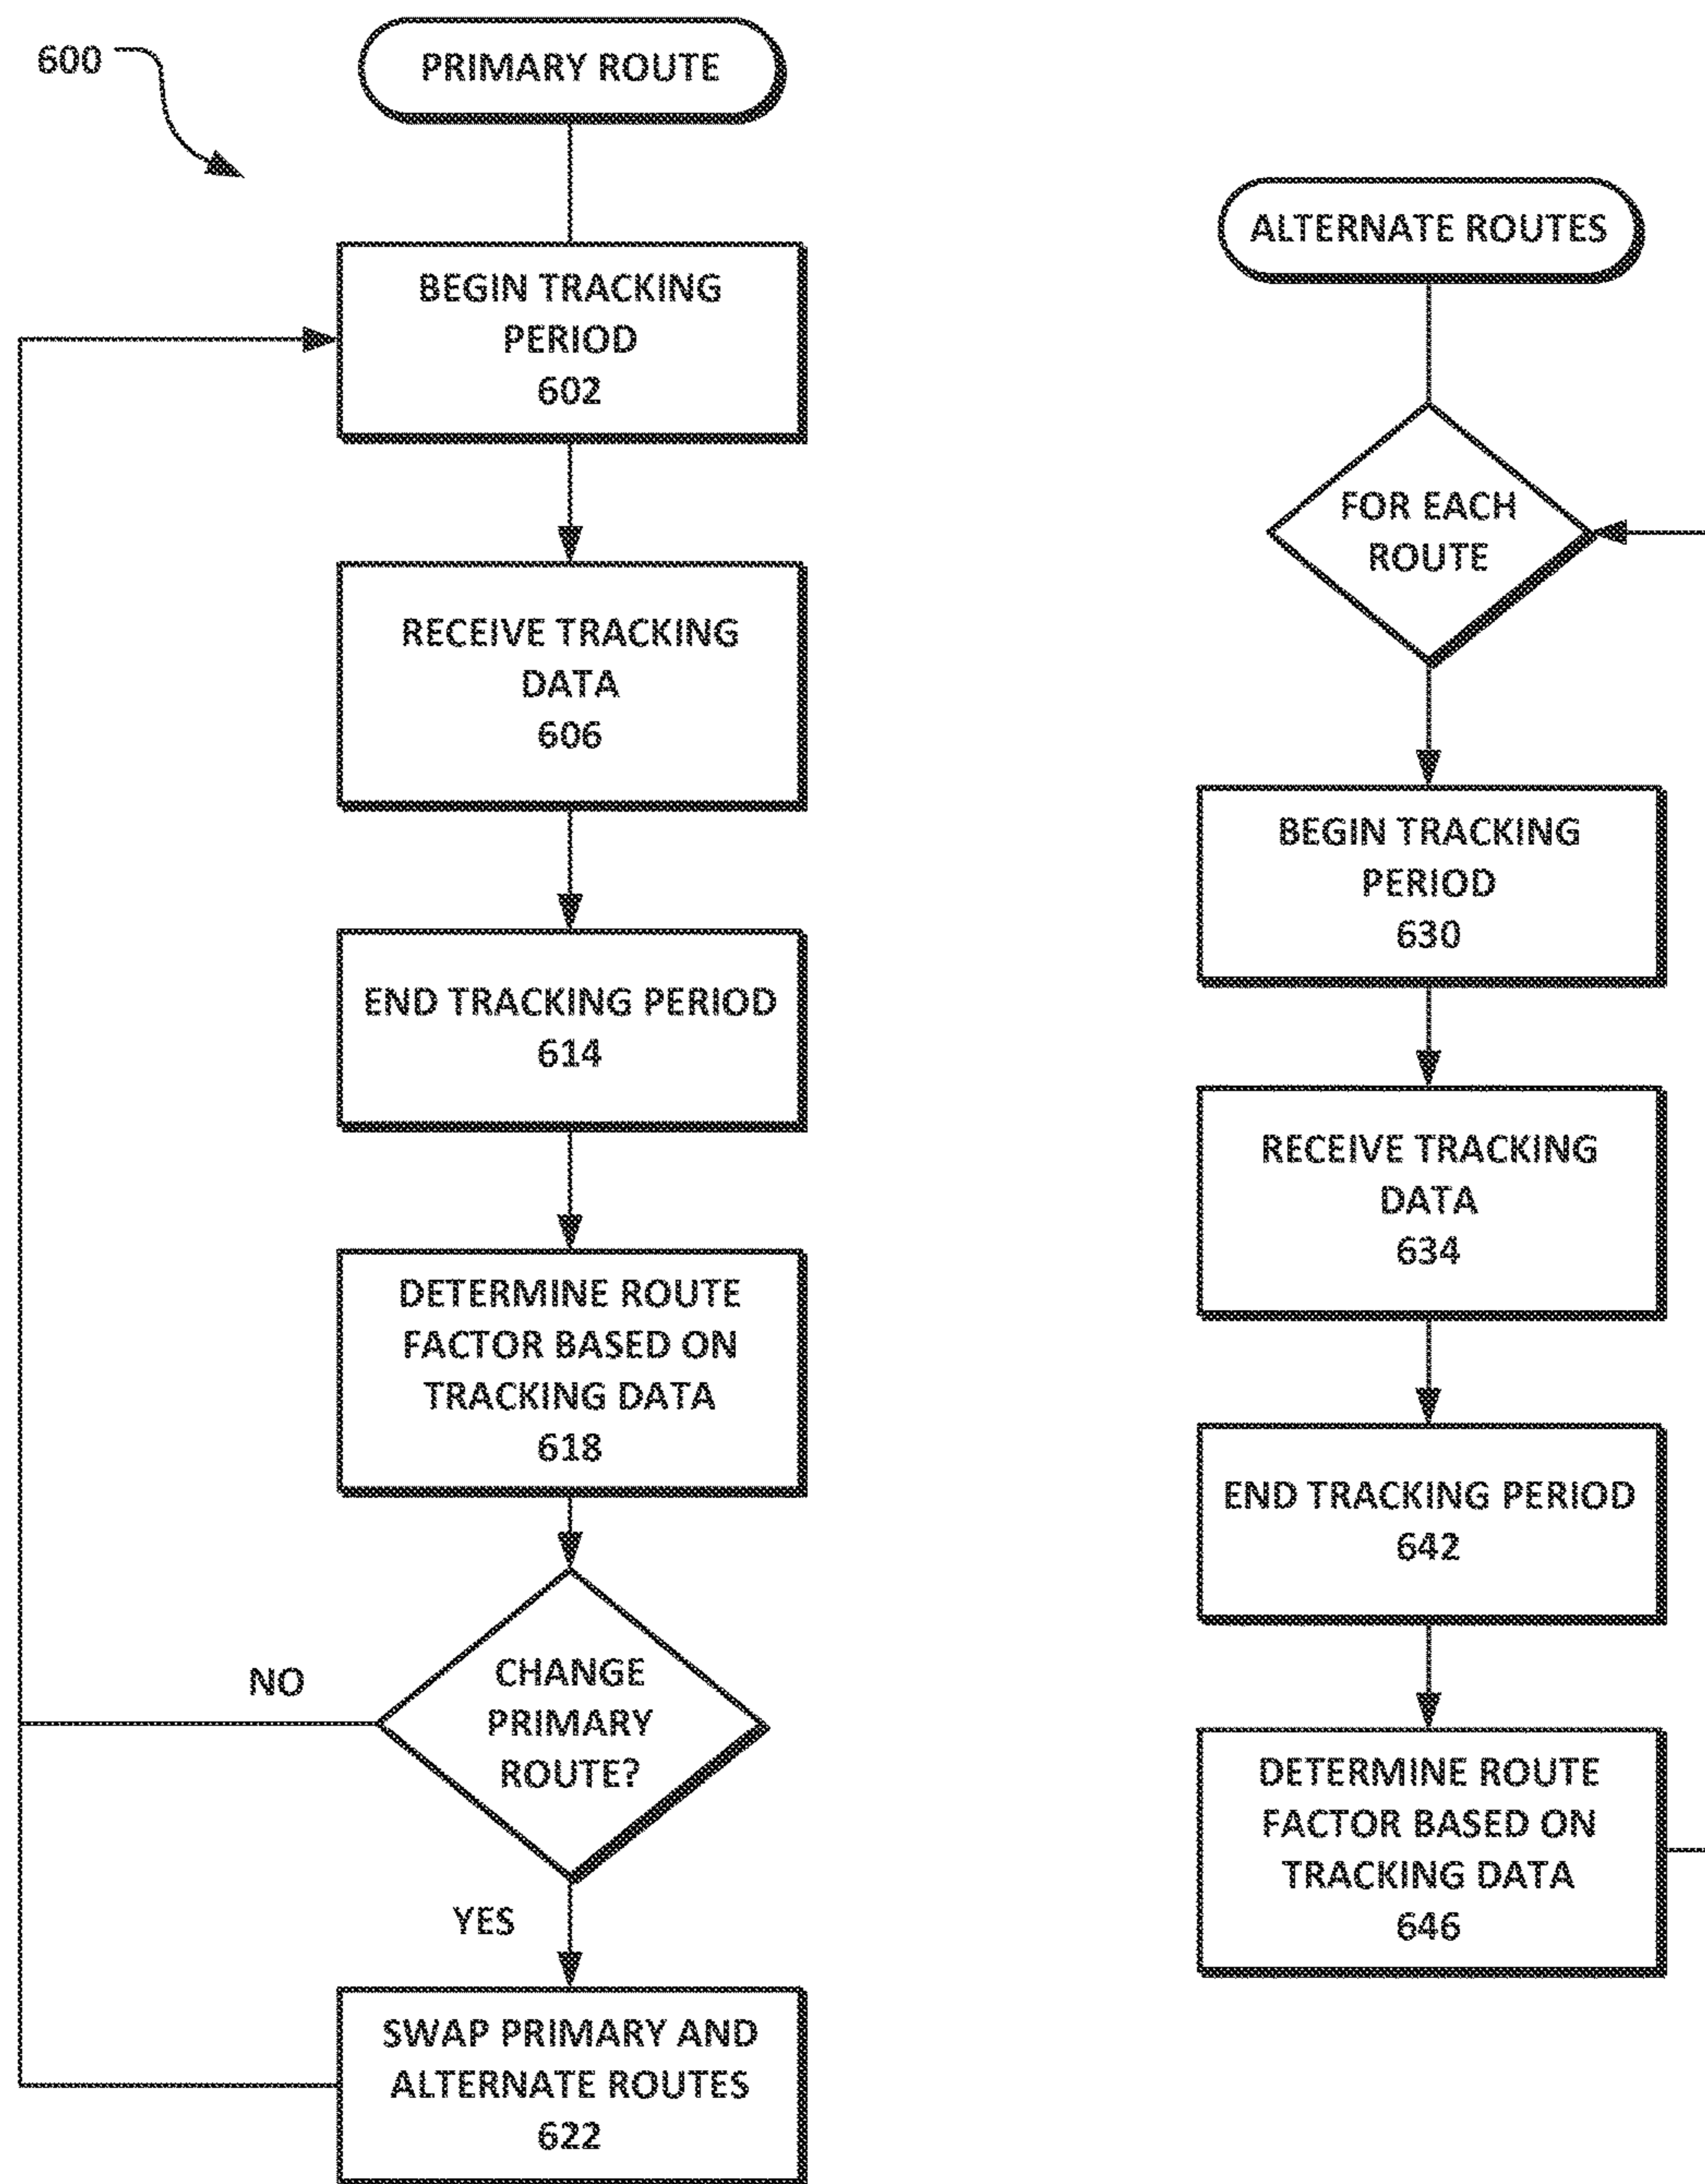 600
PRIMARY ROUTE
BEGIN TRACKING
PERIOD
602
RECEIVE TRACKING
DATA
606
END TRACKING PERIOD
614
DETERMINE ROUTE
FACTOR BASED ON
TRACKING DATA
618
CHANGE
PRIMARY
ROUTE?
NO
YES
SWAP PRIMARY AND
ALTERNATE ROUTES
622
ALTERNATE ROUTES
FOR EACH
ROUTE
BEGIN TRACKING
PERIOD
630
RECEIVE TRACKING
DATA
634
END TRACKING PERIOD
642
DETERMINE ROUTE
FACTOR BASED ON
TRACKING DATA
646